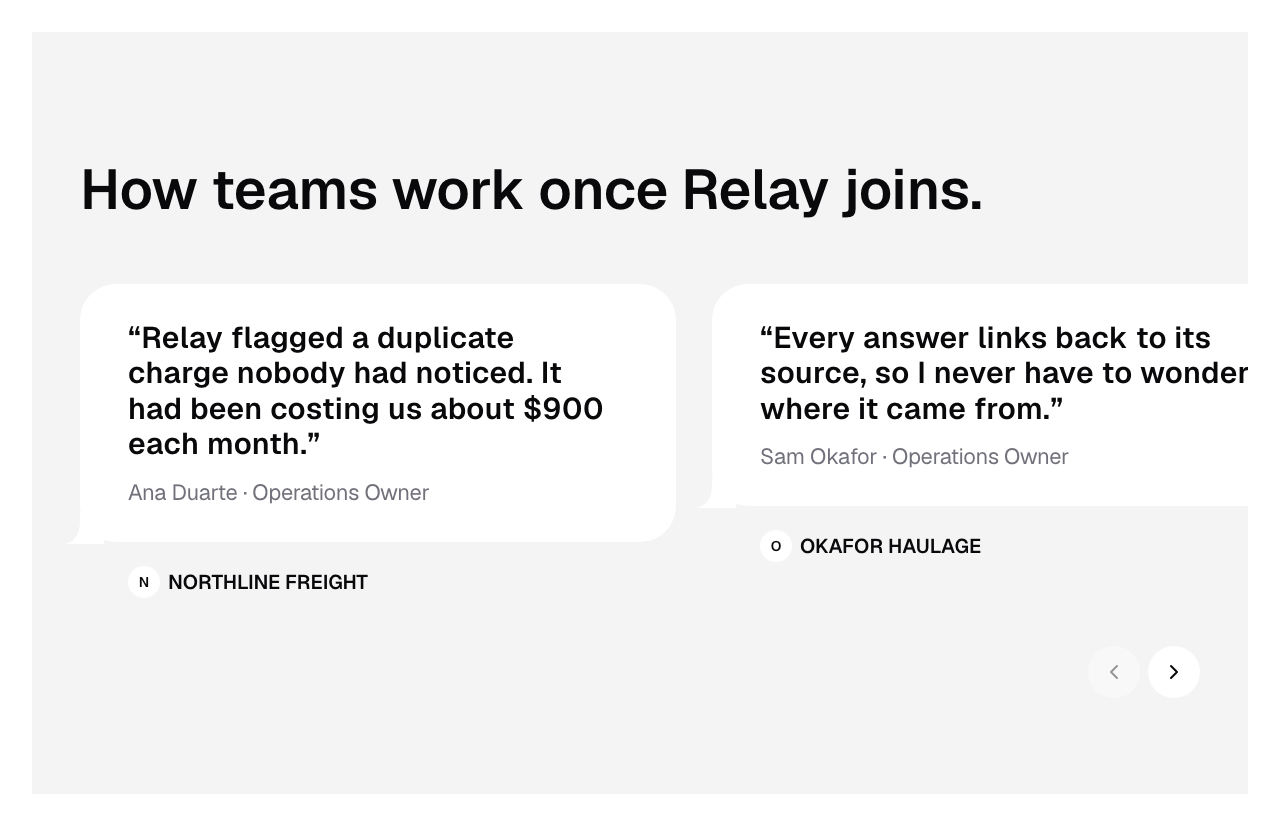 How teams work once Relay joins.
“Relay flagged a duplicate
charge nobody had noticed. It
had been costing us about $900
each month.”
Ana Duarte · Operations Owner
N NORTHLINE FREIGHT
“Every answer links back to its
source, so I never have to wonder
where it came from.”
Sam Okafor · Operations Owner
O OKAFOR HAULAGE